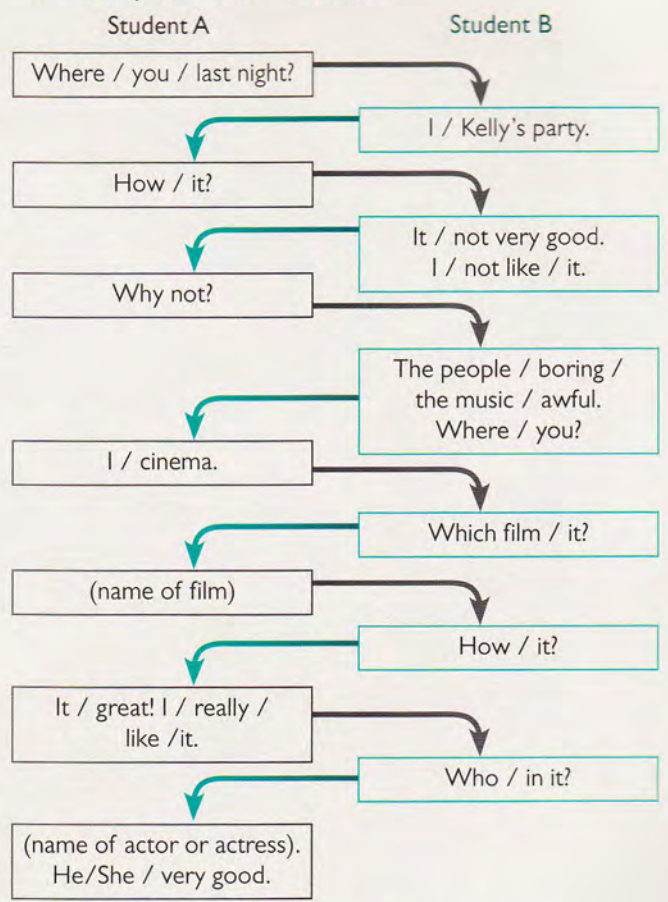 Student A
Student B
Where / you / last night?
I / Kelly's party.
How / it?
It / not very good.
I / not like / it.
Why not?
The people / boring /
the music / awful.
Where / you?
I / cinema.
Which film / it?
(name of film)
How / it?
It / great! I / really /
like /it.
Who / in it?
(name of actor or actress).
He/She / very good.